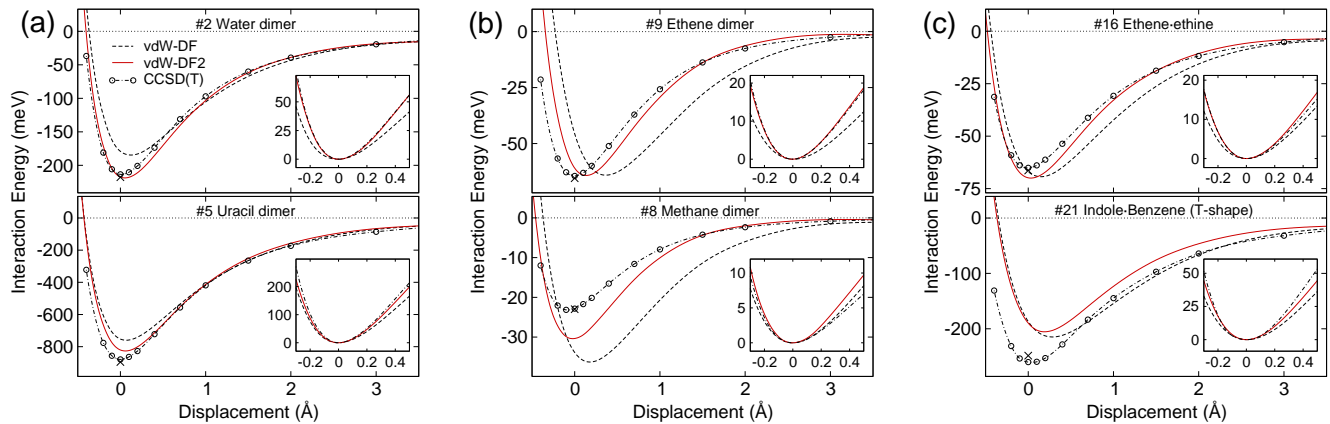 (a)
#2 Water dimer
0
-50
-100
-150
-200
Interaction Energy (meV)
vdW-DF
vdW-DF2
CCSD(T)
50
25
0
-0.2 0 0.2 0.4
#5 Uracil dimer
0
-200
-400
-600
-800
200
100
0
-0.2 0 0.2 0.4
0 1 2 3
Displacement (Å)
(b)
#9 Ethene dimer
0
-25
-50
Interaction Energy (meV)
20
10
0
-0.2 0 0.2 0.4
#8 Methane dimer
0
-10
-20
-30
10
5
0
-0.2 0 0.2 0.4
0 1 2 3
Displacement (Å)
(c)
#16 Ethene-ethine
0
-25
-50
-75
Interaction Energy (meV)
20
10
0
-0.2 0 0.2 0.4
#21 Indole-Benzene (T-shape)
0
-100
-200
50
25
0
-0.2 0 0.2 0.4
0 1 2 3
Displacement (Å)